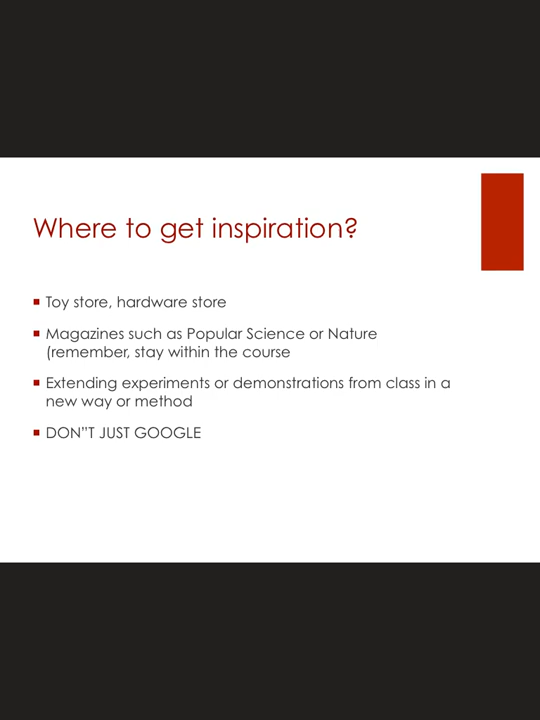 Where to get inspiration?
Toy store, hardware store
Magazines such as Popular Science or Nature
(remember, stay within the course
Extending experiments or demonstrations from class in a
new way or method
DON”T JUST GOOGLE